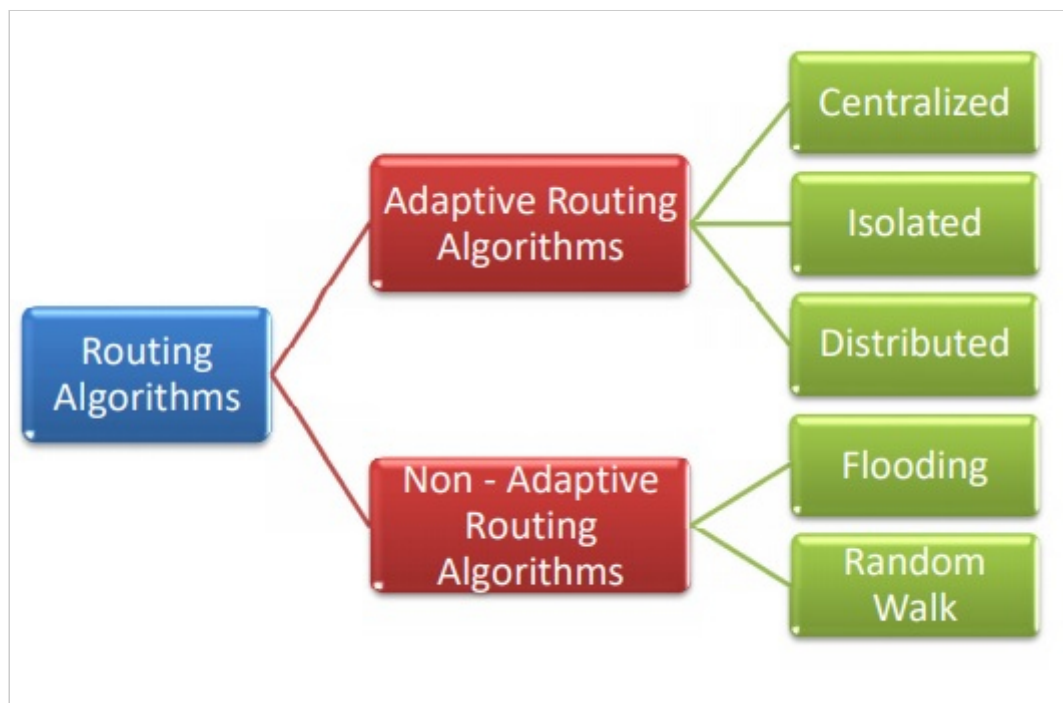 Routing
Algorithms
Adaptive Routing
Algorithms
Non - Adaptive
Routing
Algorithms
Centralized
Isolated
Distributed
Flooding
Random
Walk